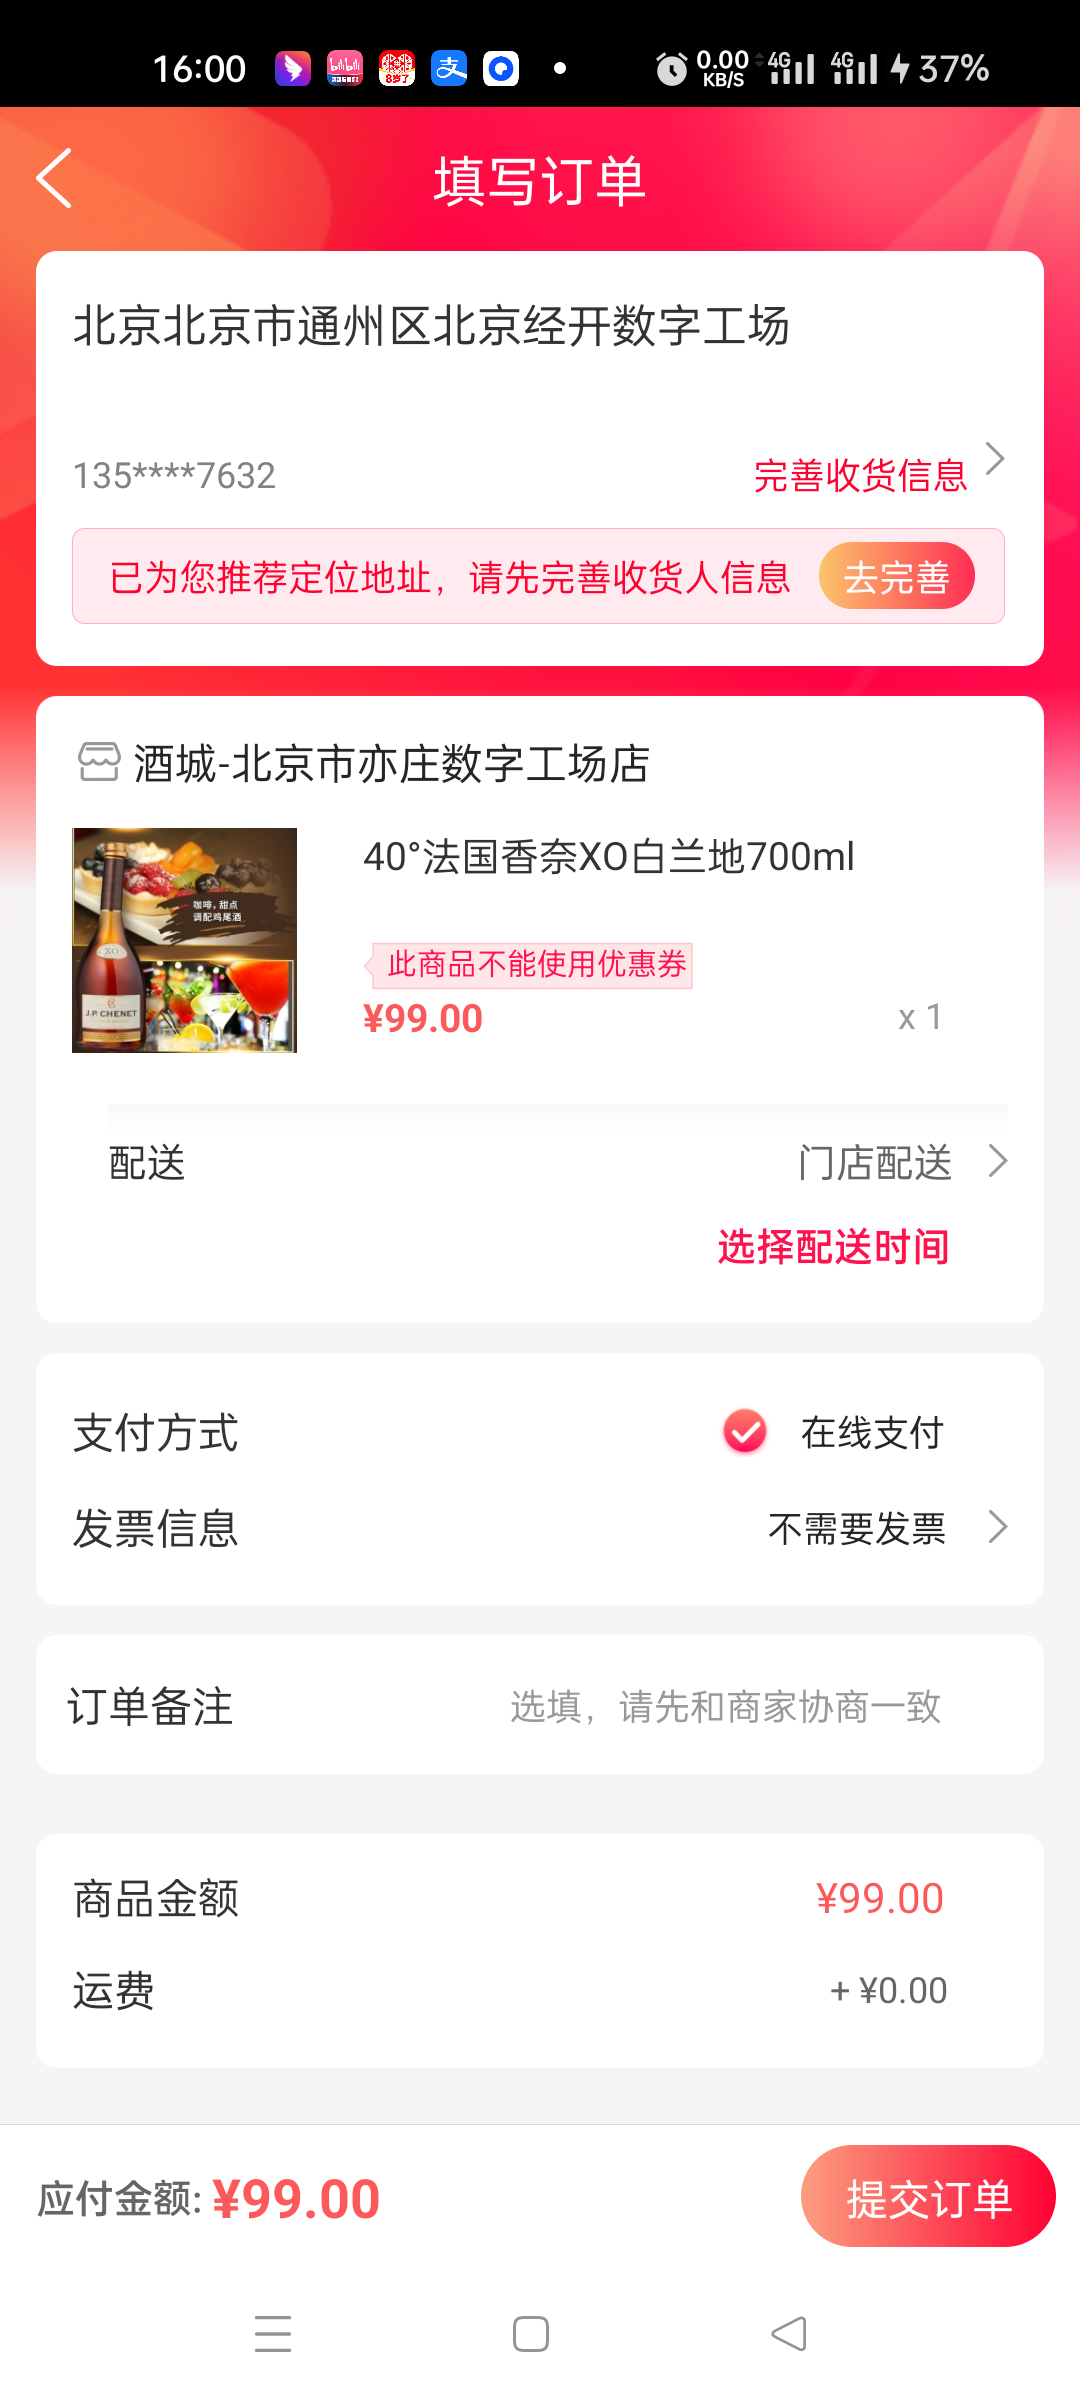 16:00
0.00
KB/S
4G
4G
37%
bilibili
8岁了
支
填写订单
北京北京市通州区北京经开数字工场
135****7632
完善收货信息
已为您推荐定位地址，请先完善收货人信息
去完善
酒城-北京市亦庄数字工场店
咖啡，甜点
调配鸡尾酒
XO
J.P. CHENET
40°法国香奈XO白兰地700ml
此商品不能使用优惠券
¥99.00
x 1
配送
门店配送
选择配送时间
支付方式
在线支付
发票信息
不需要发票
订单备注
选填，请先和商家协商一致
商品金额
¥99.00
运费
+ ¥0.00
应付金额: ¥99.00
提交订单